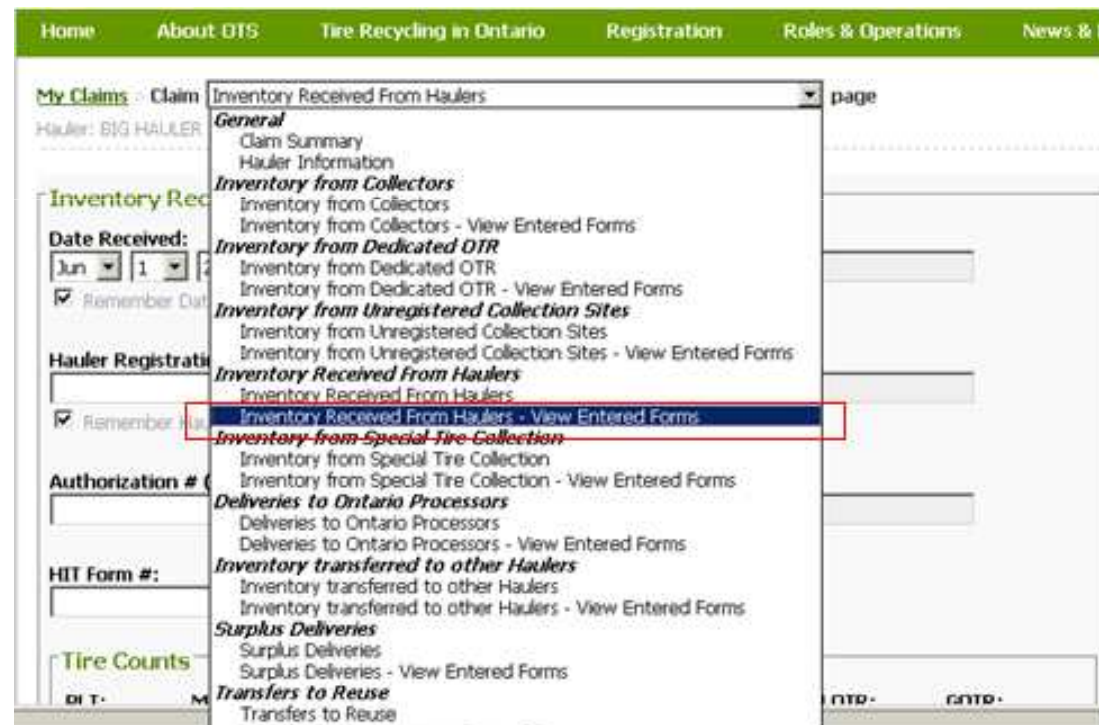 Home About OTS Tire Recycling in Ontario Registration Roles & Operations News &
My Claims Claim Inventory Received From Haulers page
Hauler: BIG HAULER
General
Claim Summary
Hauler Information
Inventory from Collectors
Inventory Rec
Inventory from Collectors
Inventory from Collectors - View Entered Forms
Date Received:
Inventory from Dedicated OTR
Jun 1 2
Inventory from Dedicated OTR
Inventory from Dedicated OTR - View Entered Forms
Remember Dat
Inventory from Unregistered Collection Sites
Inventory from Unregistered Collection Sites
Inventory from Unregistered Collection Sites - View Entered Forms
Hauler Registrati
Inventory Received From Haulers
Inventory Received From Haulers
Inventory Received From Haulers - View Entered Forms
Remember Hau
Inventory from Special Tire Collection
Inventory from Special Tire Collection
Inventory from Special Tire Collection - View Entered Forms
Authorization # (
Deliveries to Ontario Processors
Deliveries to Ontario Processors
Deliveries to Ontario Processors - View Entered Forms
Inventory transferred to other Haulers
HIT Form #:
Inventory transferred to other Haulers
Inventory transferred to other Haulers - View Entered Forms
Surplus Deliveries
Surplus Deliveries
Tire Counts
Surplus Deliveries - View Entered Forms
Transfers to Reuse
PLT: M OTR: GOTR:
Transfers to Reuse